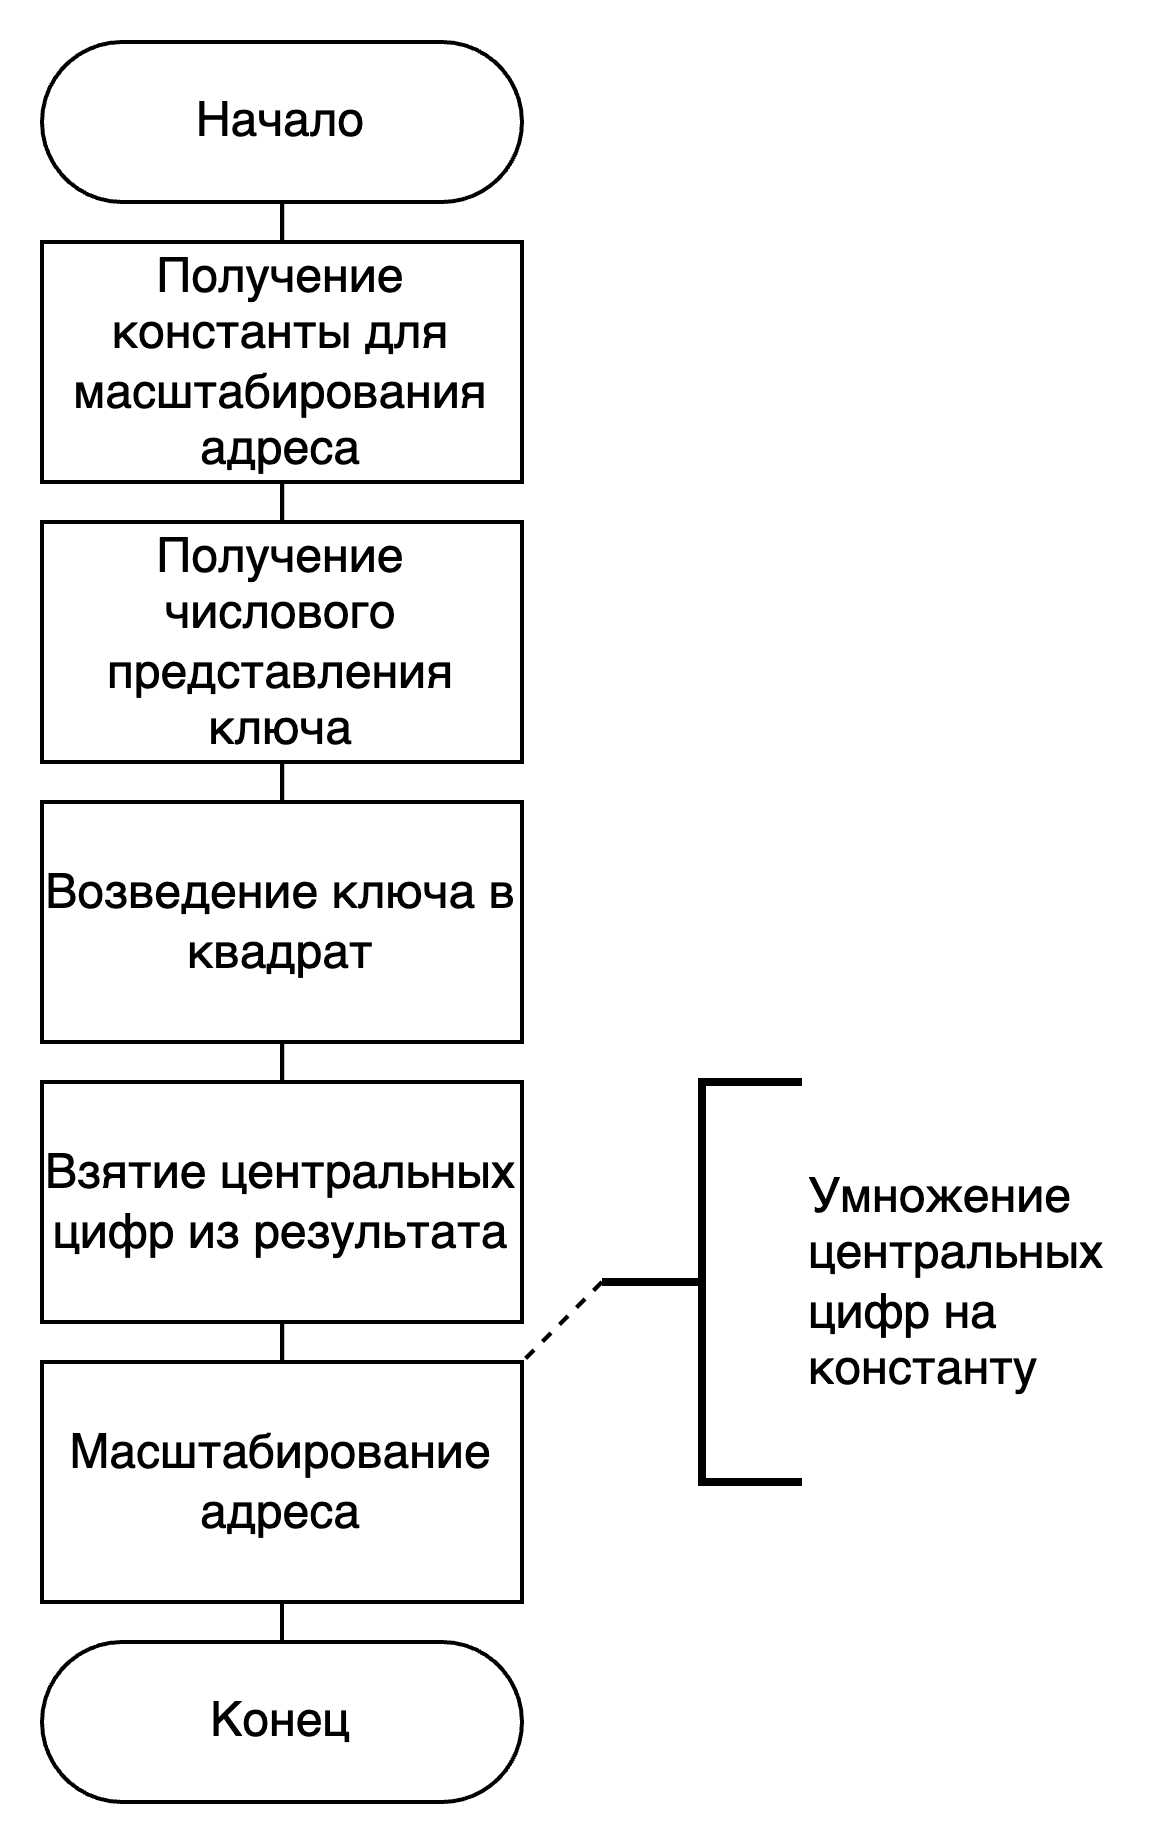 Начало
Получение
константы для
масштабирования
адреса
Получение
числового
представления
ключа
Возведение ключа в
квадрат
Взятие центральных
цифр из результата
Умножение
центральных
цифр на
константу
Масштабирование
адреса
Конец